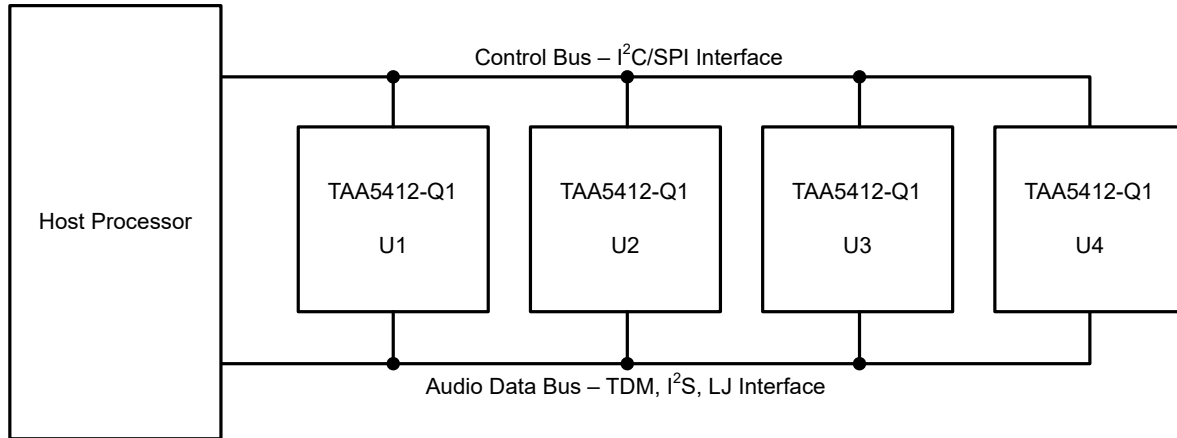 Control Bus – I²C/SPI Interface
Host Processor
TAA5412-Q1
U1
TAA5412-Q1
U2
TAA5412-Q1
U3
TAA5412-Q1
U4
Audio Data Bus – TDM, I²S, LJ Interface